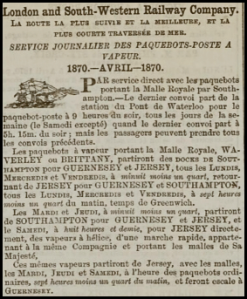 London and South-Western Railway Company.
LA ROUTE LA PLUS SUIVIE ET LA MEILLEURE, ET LA
PLUS COURTE TRAVERSÉE DE MER.
SERVICE JOURNALIER DES PAQUEBOTS-POSTE A
VAPEUR.
1870.—AVRIL—1870.
PAR service direct avec les paquebots
portant la Malle Royale par South-
ampton.—Le dernier convoi part de la
station du Pont de Waterloo pour le
paquebot-poste à 9 heures du soir, tous les jours de la se-
maine (le Samedi excepté) quand le dernier convoi part à
5h. 15m. du soir; mais les passagers peuvent prendre tous
les convois précédents.
Les paquebots à vapeur portant la Malle Royale, WA-
VERLEY ou BRITTANY, partiront des DOCKS DE SOUT-
HAMPTON pour GUERNESEY et JERSEY, tous les LUNDIS,
MERCREDIS et VENDREDIS, à minuit moins un quart, retour-
nant de JERSEY pour GUERNESEY et SOUTHAMPTON,
tous les LUNDIS, MERCREDIS et VENDREDIS, à sept heures
moins un quart du matin, temps de Greenwich.
Les MARDI et JEUDI, à minuit moins un quart, partiront
de SOUTHAMPTON pour GUERNESEY et JERSEY, et
le SAMEDI, à huit heures et demie, pour JERSEY directe-
ment, des vapeurs à hélice, d'une marche rapide, apparte-
nant à la même Compagnie et portant les malles de Sa
Majesté.
Ces mêmes vapeurs partiront de Jersey, avec les malles,
les MARDI, JEUDI et SAMEDI, à l'heure des paquebots ordi-
naires, sept heures moins un quart du matin, et feront escale à
GUERNESEY.